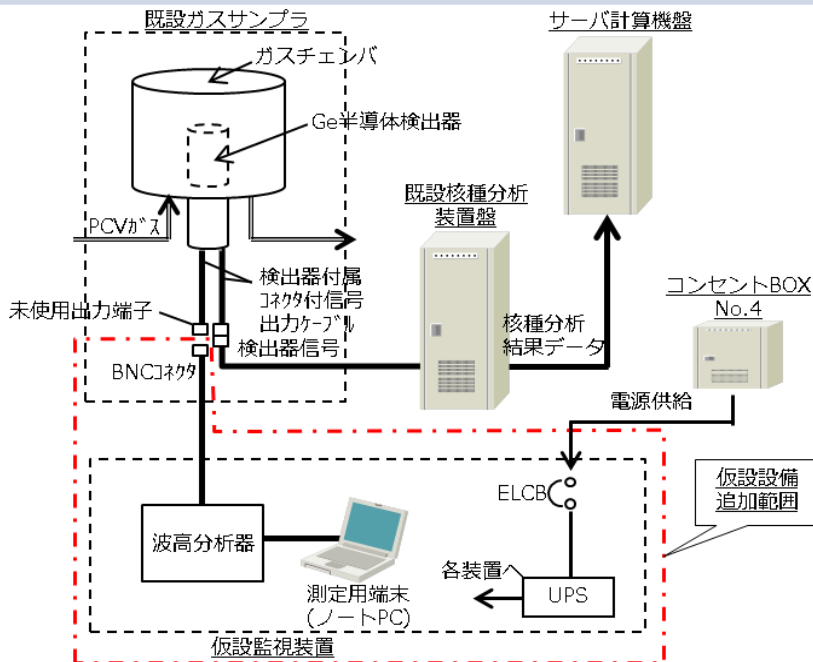 既設ガスサンプラ
サーバ計算機盤
ガスチェンバ
Ge半導体検出器
既設核種分析
装置盤
PCVｶﾞｽ
コンセントBOX
No.4
検出器付属
ｺﾈｸﾀ付信号
出力ｹｰﾌﾞﾙ
未使用出力端子
検出器信号
核種分析
結果データ
BNCｺﾈｸﾀ
電源供給
ELCB
仮設設備
追加範囲
波高分析器
各装置
UPS
測定用端末
(ノートPC)
仮設監視装置